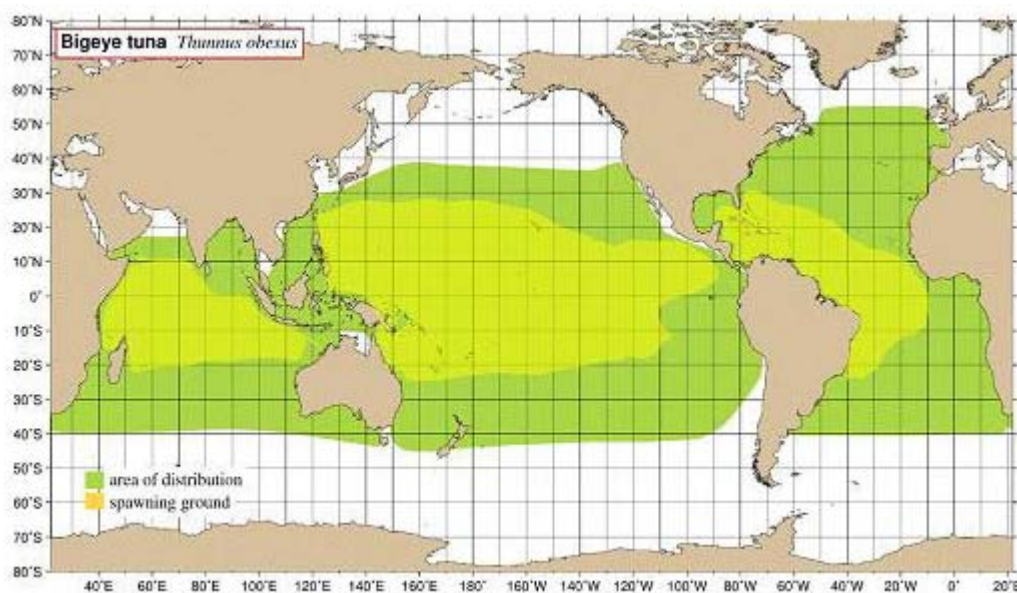 80°N
Bigeye tuna Thunnus obesus
70°N
60°N
50°N
40°N
30°N
20°N
10°N
0°
10°S
20°S
30°S
40°S
50°S
area of distribution
spawning ground
60°S
70°S
80°S
40°E 60°E 80°E 100°E 120°E 140°E 160°E 180° 160°W 140°W 120°W 100°W 80°W 60°W 40°W 20°W 0° 20°E